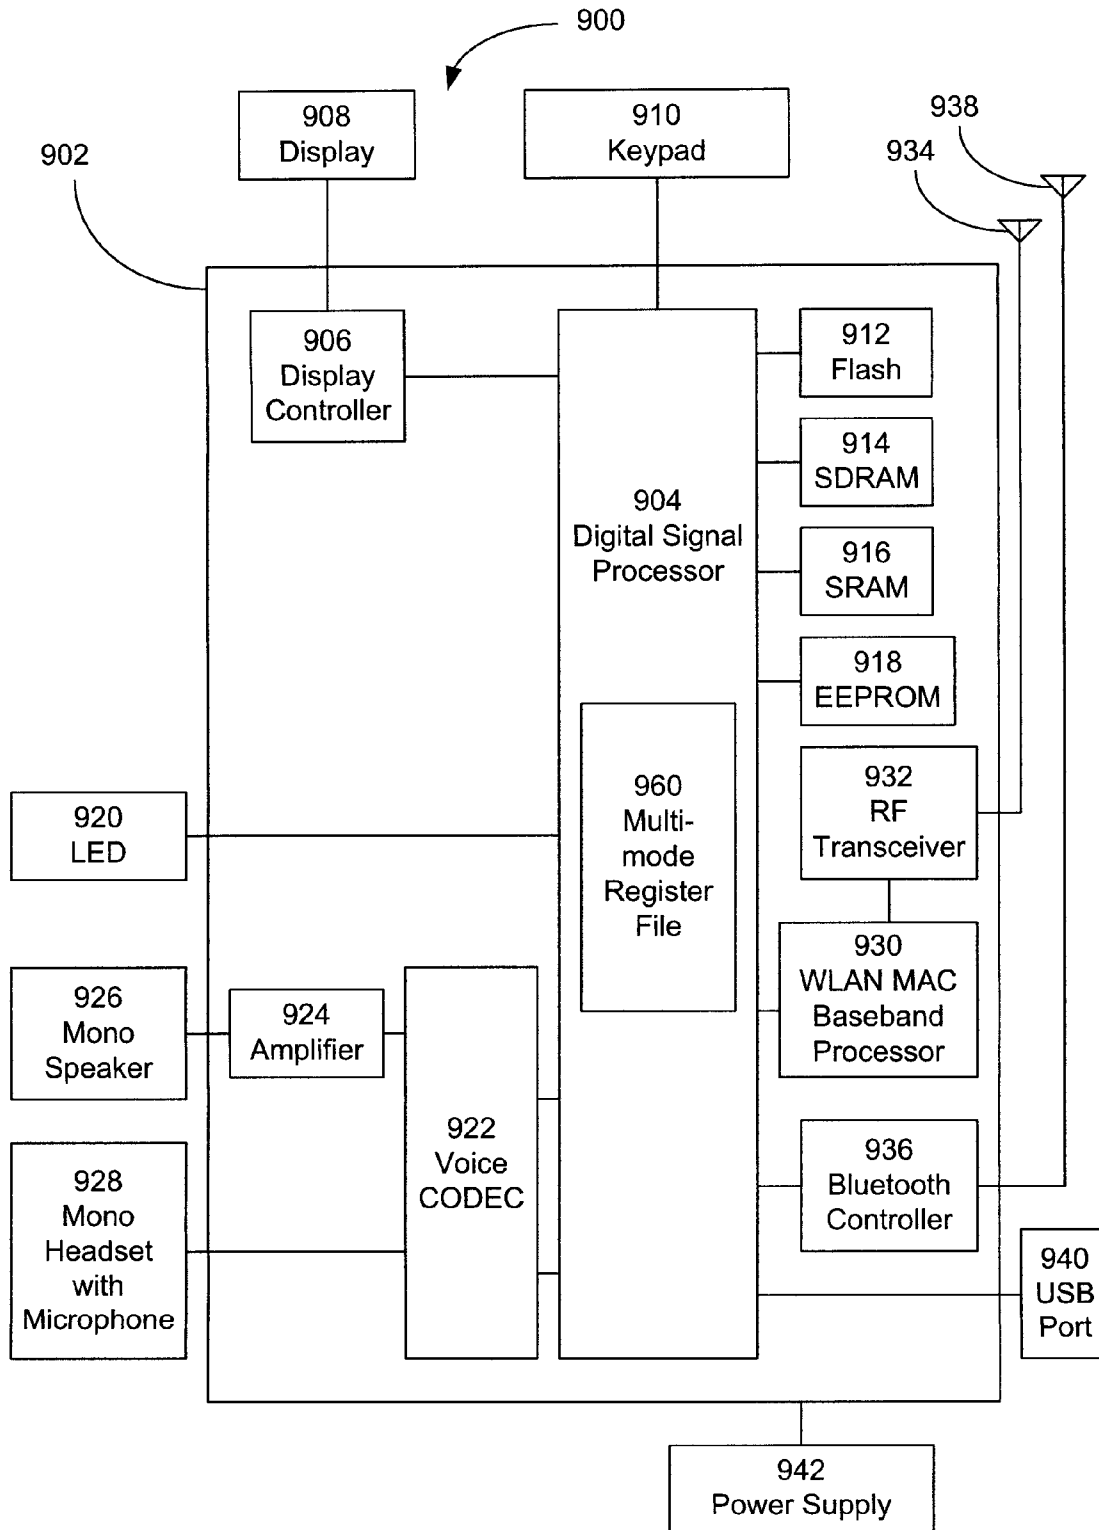 900
908
Display
910
Keypad
938
934
902
906
Display
Controller
912
Flash
914
SDRAM
904
Digital Signal
Processor
916
SRAM
918
EEPROM
960
Multi-
mode
Register
File
932
RF
Transceiver
920
LED
930
WLAN MAC
Baseband
Processor
926
Mono
Speaker
924
Amplifier
922
Voice
CODEC
928
Mono
Headset
with
Microphone
936
Bluetooth
Controller
940
USB
Port
942
Power Supply